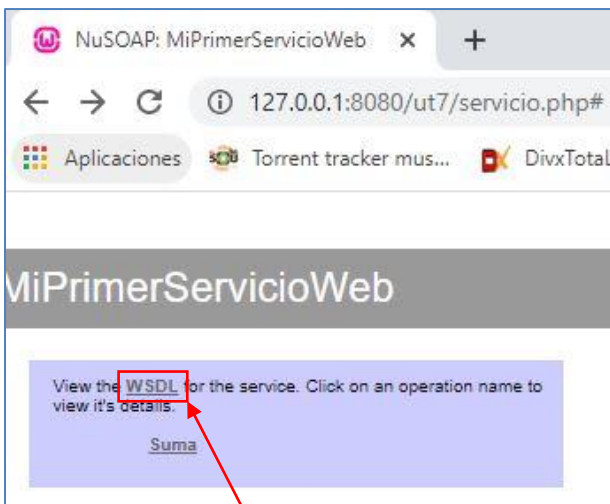 NuSOAP: MiPrimerServicioWeb
127.0.0.1:8080/ut7/servicio.php#
Aplicaciones Torrent tracker mus... DivxTotal
MiPrimerServicioWeb
View the WSDL for the service. Click on an operation name to
view it's details.
Suma